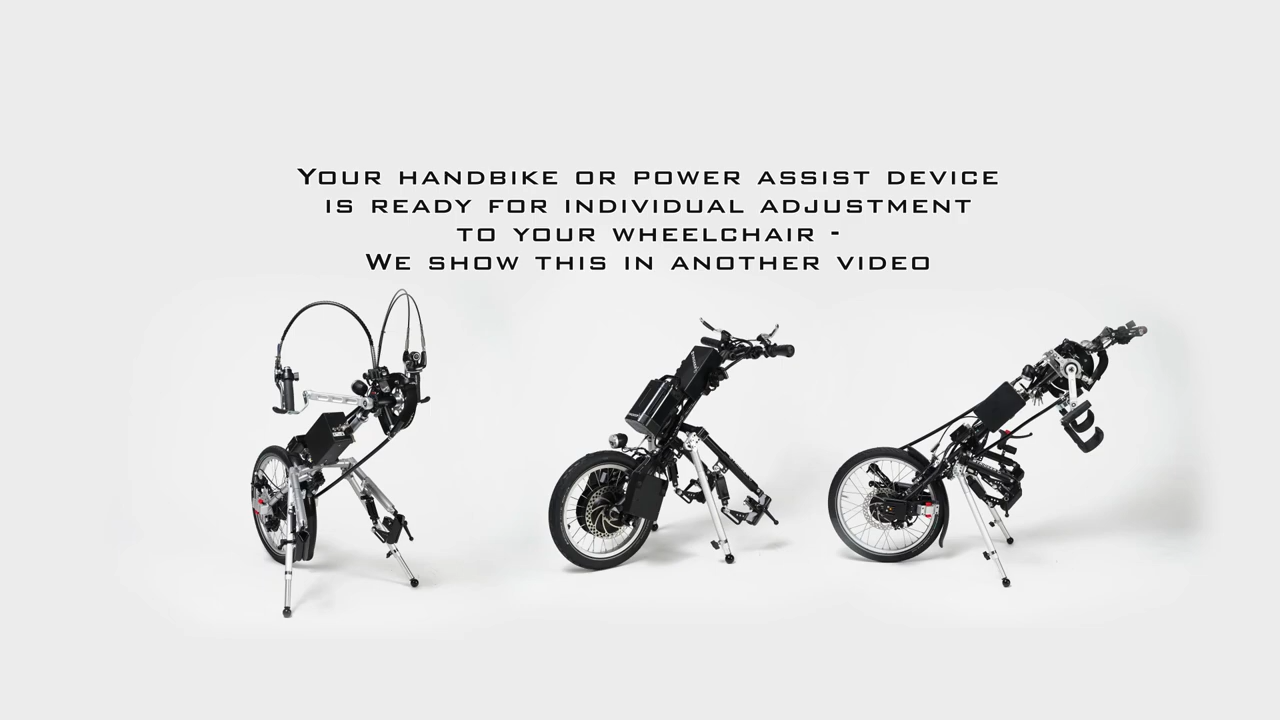 Your handbike or power assist device
is ready for individual adjustment
to your wheelchair -
We show this in another video